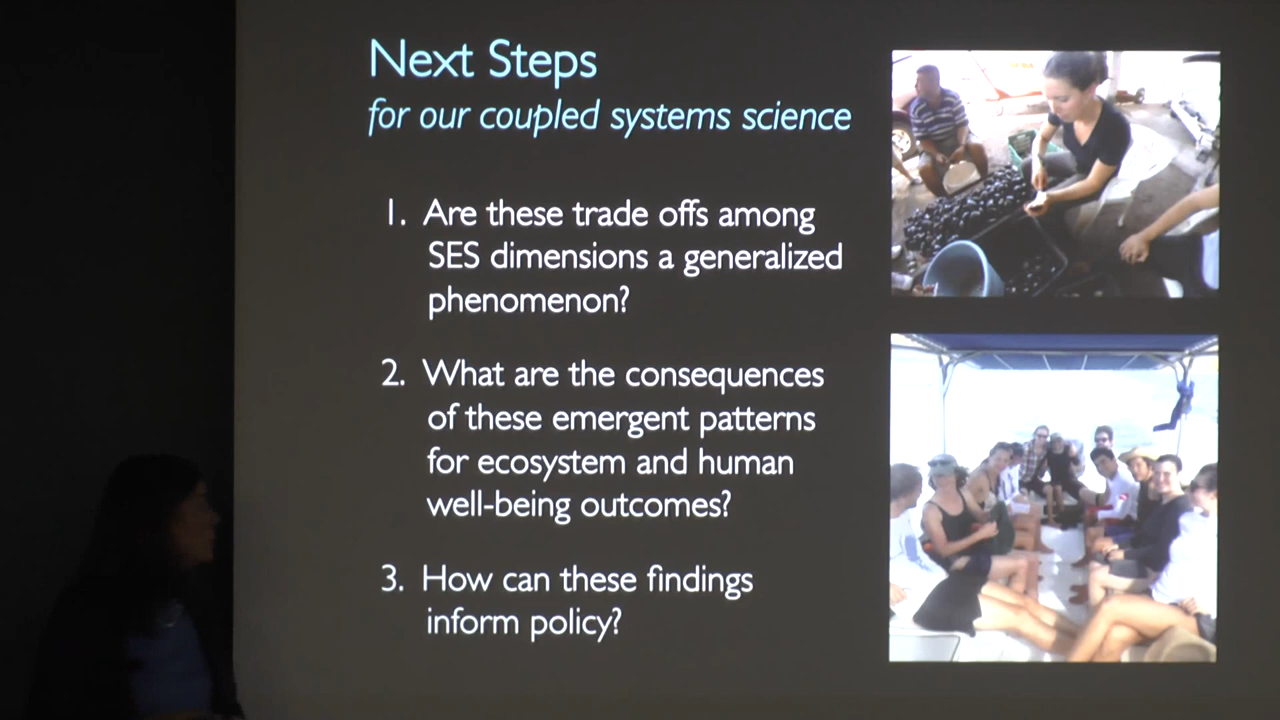 Next Steps
for our coupled systems science
1. Are these trade offs among
SES dimensions a generalized
phenomenon?
2. What are the consequences
of these emergent patterns
for ecosystem and human
well-being outcomes?
3. How can these findings
inform policy?